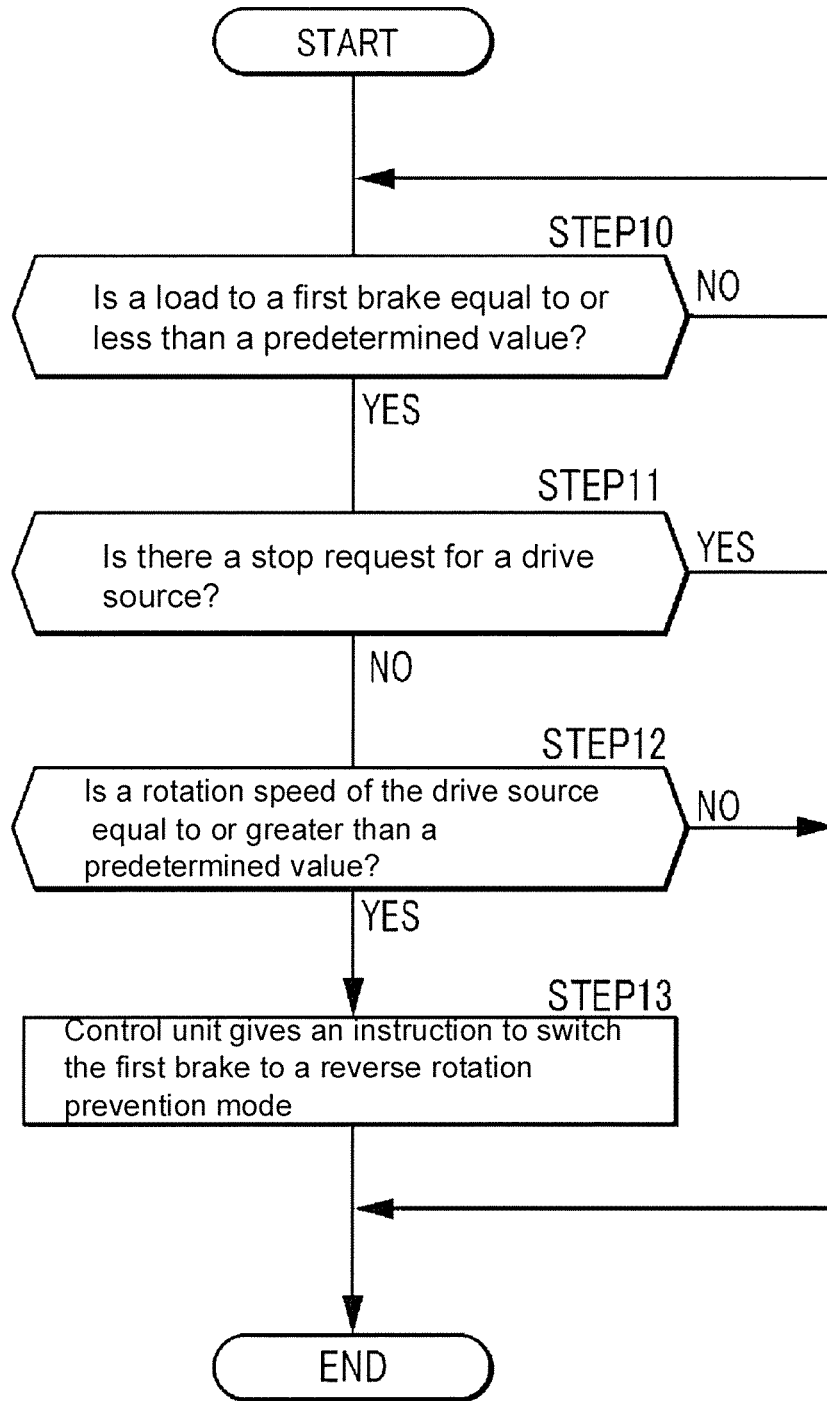 START
STEP10
Is a load to a first brake equal to or
less than a predetermined value?
NO
YES
STEP11
Is there a stop request for a drive
source?
YES
NO
STEP12
Is a rotation speed of the drive source
equal to or greater than a
predetermined value?
NO
YES
STEP13
Control unit gives an instruction to switch
the first brake to a reverse rotation
prevention mode
END